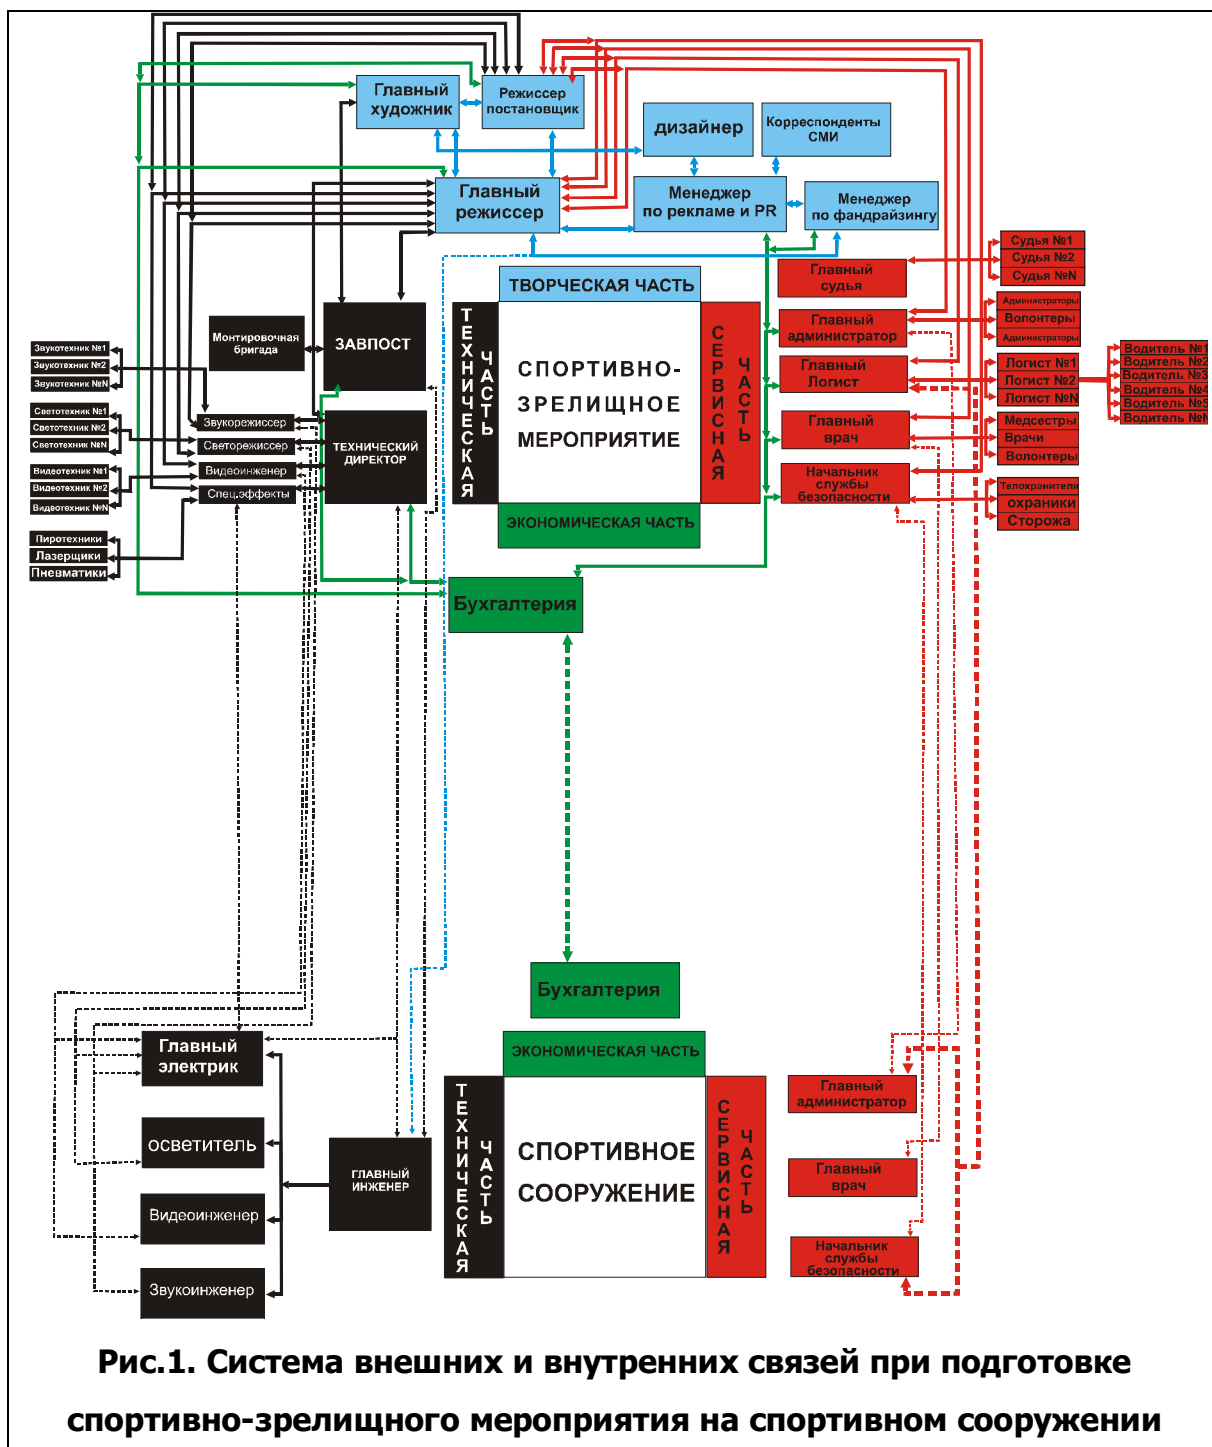 Главный
художник
Режиссер
постановщик
дизайнер
Корреспонденты
СМИ
Главный
режиссер
Менеджер
по рекламе и PR
Менеджер
по фандрайзингу
ТВОРЧЕСКАЯ ЧАСТЬ
ТЕХНИЧЕСКАЯ
ЧАСТЬ
СПОРТИВНО-
ЗРЕЛИЩНОЕ
МЕРОПРИЯТИЕ
СЕРВИСНАЯ
ЧАСТЬ
ЭКОНОМИЧЕСКАЯ ЧАСТЬ
Монтировочная
бригада
ЗАВПОСТ
ТЕХНИЧЕСКИЙ
ДИРЕКТОР
Звукотехник №1
Звукотехник №2
Звукотехник №N
Светотехник №1
Светотехник №2
Светотехник №N
Видеотехник №1
Видеотехник №2
Видеотехник №N
Пиротехники
Лазерщики
Пневматики
Звукорежиссер
Светорежиссер
Видеоинженер
Спец.эффекты
Главный
судья
Главный
администратор
Главный
Логист
Главный
врач
Начальник
службы
безопасности
Судья №1
Судья №2
Судья №N
Администраторы
Волонтеры
Администраторы
Логист №1
Логист №2
Логист №N
Водитель №1
Водитель №2
Водитель №3
Водитель №4
Водитель №5
Водитель №N
Медсестры
Врачи
Волонтеры
Телохранители
охраники
Сторожа
Бухгалтерия
Бухгалтерия
ЭКОНОМИЧЕСКАЯ ЧАСТЬ
ТЕХНИЧЕСКАЯ
ЧАСТЬ
СПОРТИВНОЕ
СООРУЖЕНИЕ
СЕРВИСНАЯ
ЧАСТЬ
Главный
электрик
осветитель
Видеоинженер
Звукоинженер
ГЛАВНЫЙ
ИНЖЕНЕР
Главный
администратор
Главный
врач
Начальник
службы
безопасности
Рис.1. Система внешних и внутренних связей при подготовке
спортивно-зрелищного мероприятия на спортивном сооружении